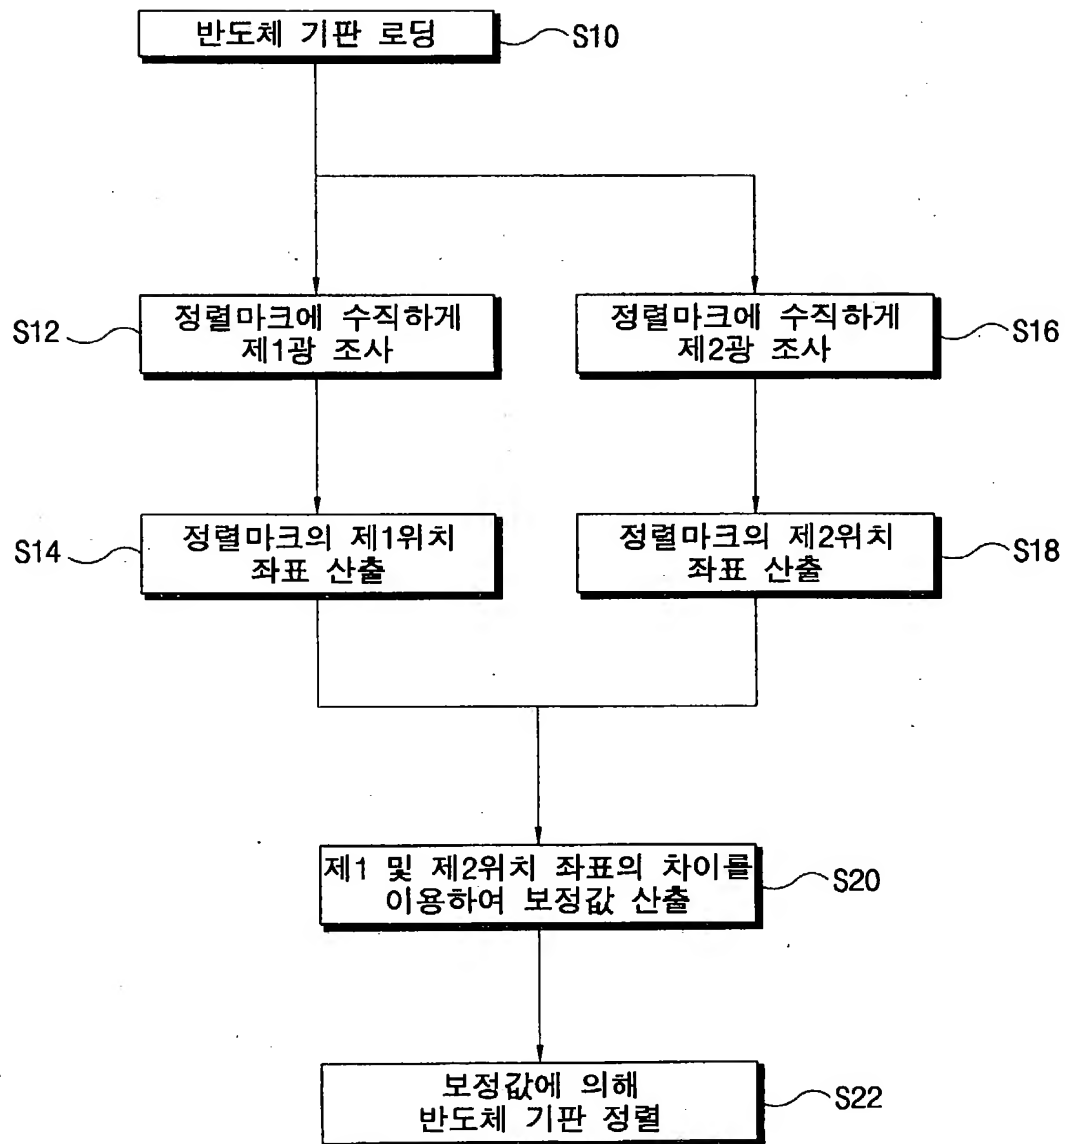 반도체 기판 로딩
S10
S12
정렬마크에 수직하게
제1광 조사
정렬마크에 수직하게
제2광 조사
S16
S14
정렬마크의 제1위치
좌표 산출
정렬마크의 제2위치
좌표 산출
S18
제1 및 제2위치 좌표의 차이를
이용하여 보정값 산출
S20
보정값에 의해
반도체 기판 정렬
S22